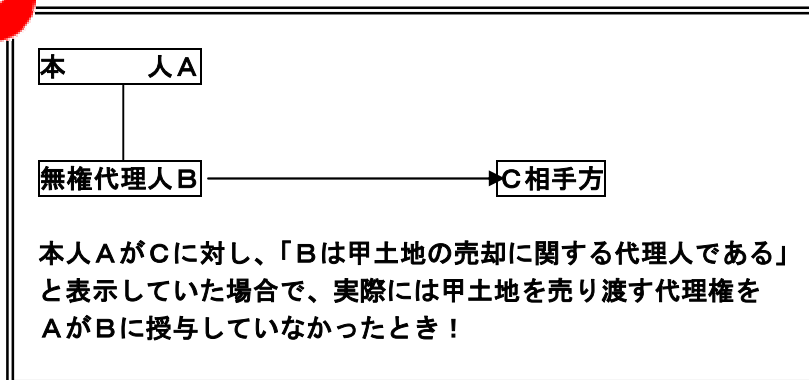 本　　　人Ａ
無権代理人Ｂ　Ｃ相手方
本人ＡがＣに対し、「Ｂは甲土地の売却に関する代理人である」
と表示していた場合で、実際には甲土地を売り渡す代理権を
ＡがＢに授与していなかったとき！